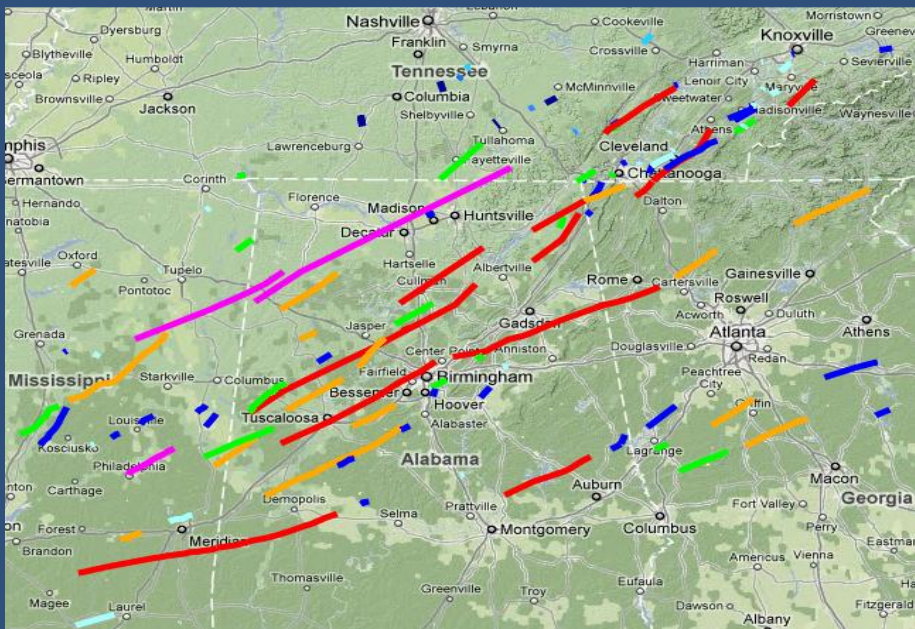 Nashville
Lebanon
Cookeville
Morristown
Dyersburg
Greenev
Blytheville
Franklin
Smyrna
Crossville
Knoxville
Humboldt
Harriman
Sevierville
Tennessee
Lenoir City
Ripley
McMinnville
Maryville
Brownsville
Jackson
Columbia
Sweetwater
Madisonville
Shelbyville
Athens
Waynesville
Tullahoma
mphis
Lawrenceburg
Cleveland
Fayetteville
Germantown
Chattanooga
Corinth
Hernando
Florence
Madison
Huntsville
Dalton
Decatur
Oxford
Hartselle
Albertville
Tupelo
Cullman
Rome
Cartersville
Gainesville
Pontotoc
Roswell
Acworth
Duluth
Grenada
Jasper
Gadsden
Athens
Atlanta
Douglasville
Center Point
Anniston
Redan
Fairfield
Mississippi
Starkville
Columbus
Birmingham
Peachtree
City
Bessemer
Hoover
Griffin
Tuscaloosa
Louisville
Alabaster
Kosciusko
Lagrange
Philadelphia
Alabama
Macon
Carthage
Auburn
Demopolis
Prattville
Fort Valley
Georgia
Forest
Selma
Meridian
Montgomery
Columbus
Perry
Brandon
Eastman
Americus
Vienna
Thomasville
Magee
Greenville
Eufaula
Laurel
Troy
Dawson
Fitzgerald
Albany